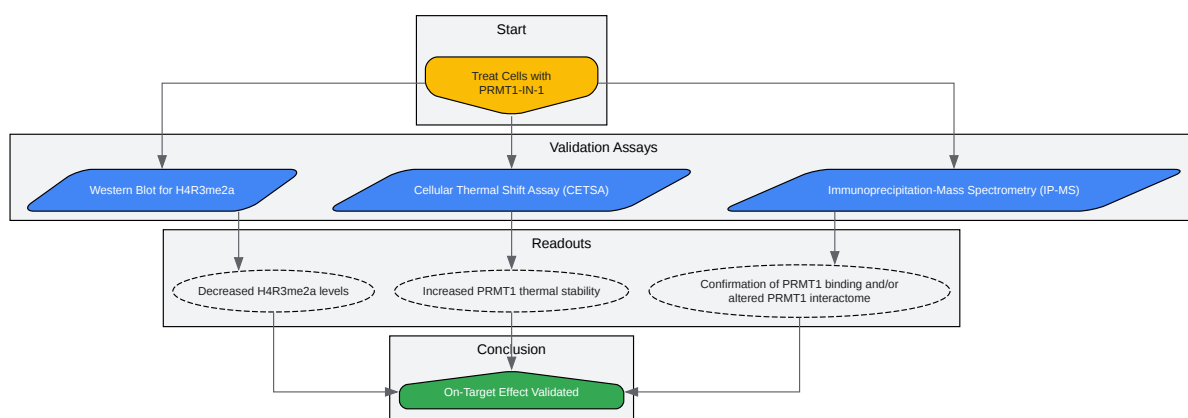 Start
Treat Cells with
PRMT1-IN-1
Validation Assays
Western Blot for H4R3me2a
Cellular Thermal Shift Assay (CETSA)
Immunoprecipitation-Mass Spectrometry (IP-MS)
Readouts
Decreased H4R3me2a levels
Increased PRMT1 thermal stability
Confirmation of PRMT1 binding and/or
altered PRMT1 interactome
Conclusion
On-Target Effect Validated